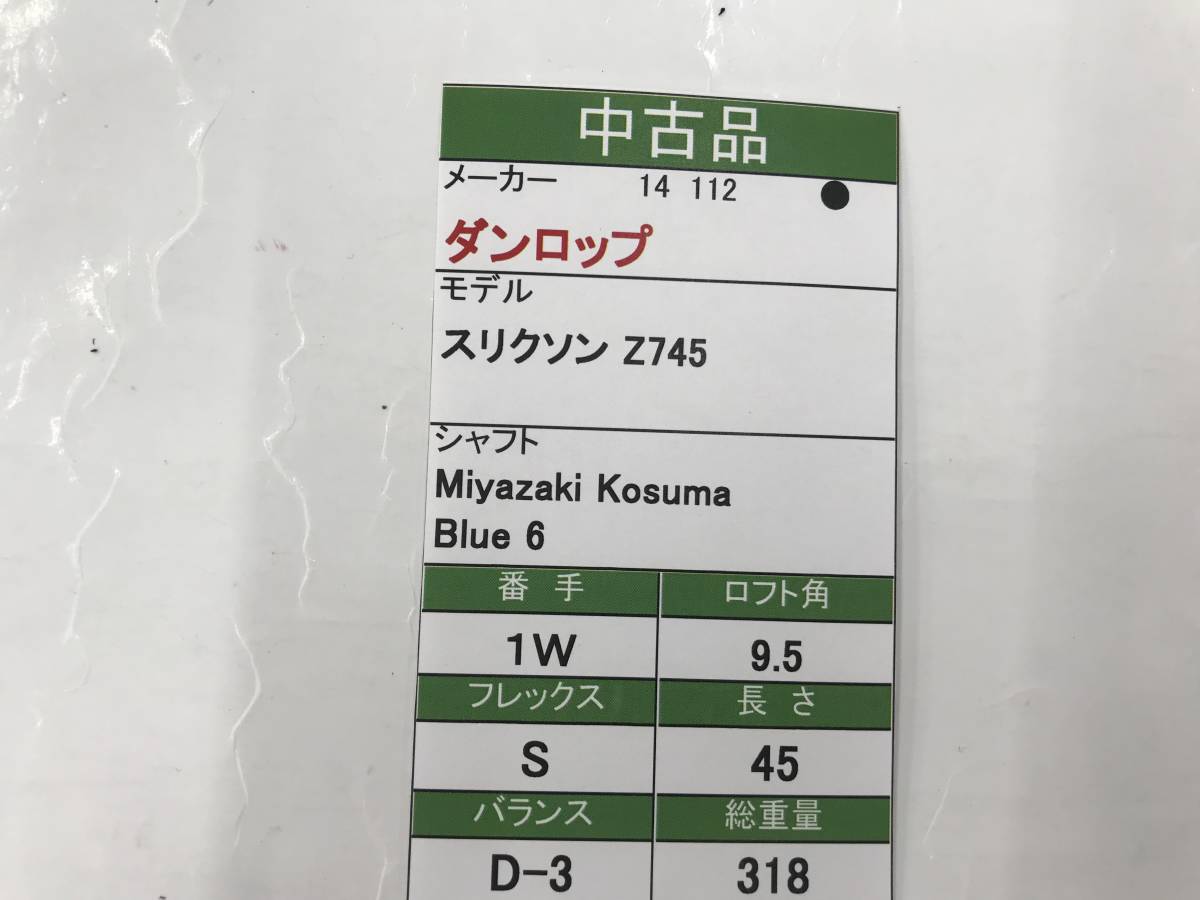 中古品
メーカー 14 112 ●
ダンロップ
モデル
スリクソン Z745
シャフト
Miyazaki Kosuma
Blue 6
番 手 ロフト角
1W 9.5
フレックス 長 さ
S 45
バランス 総重量
D-3 318